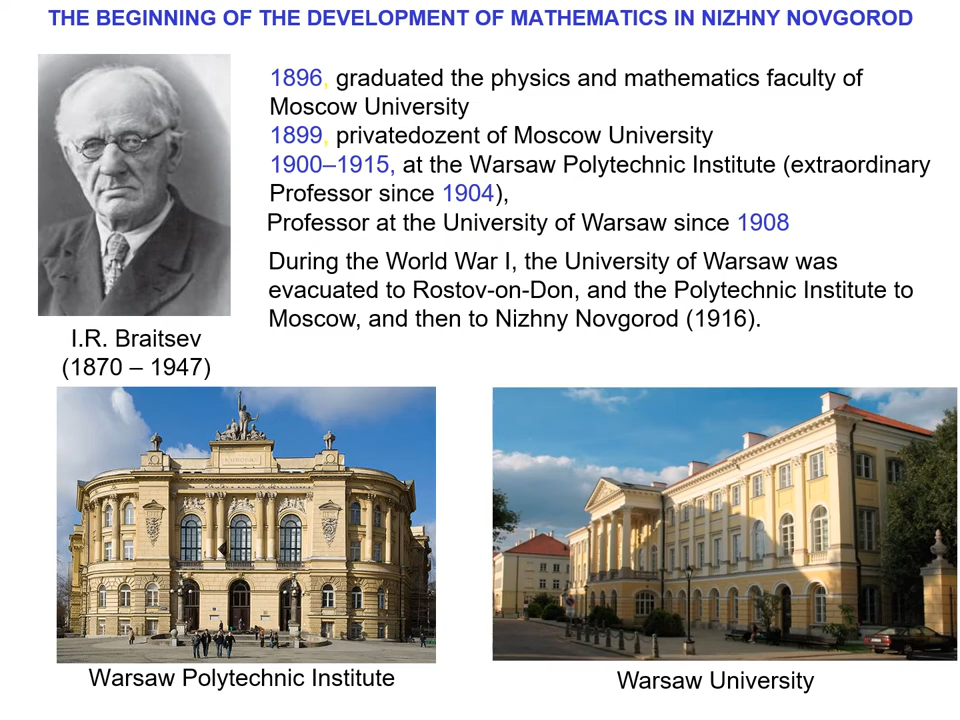 THE BEGINNING OF THE DEVELOPMENT OF MATHEMATICS IN NIZHNY NOVGOROD
1896, graduated the physics and mathematics faculty of
Moscow University
1899, privatedozent of Moscow University
1900–1915, at the Warsaw Polytechnic Institute (extraordinary
Professor since 1904),
Professor at the University of Warsaw since 1908
During the World War I, the University of Warsaw was
evacuated to Rostov-on-Don, and the Polytechnic Institute to
Moscow, and then to Nizhny Novgorod (1916).
I.R. Braitsev
(1870 – 1947)
Warsaw Polytechnic Institute
Warsaw University